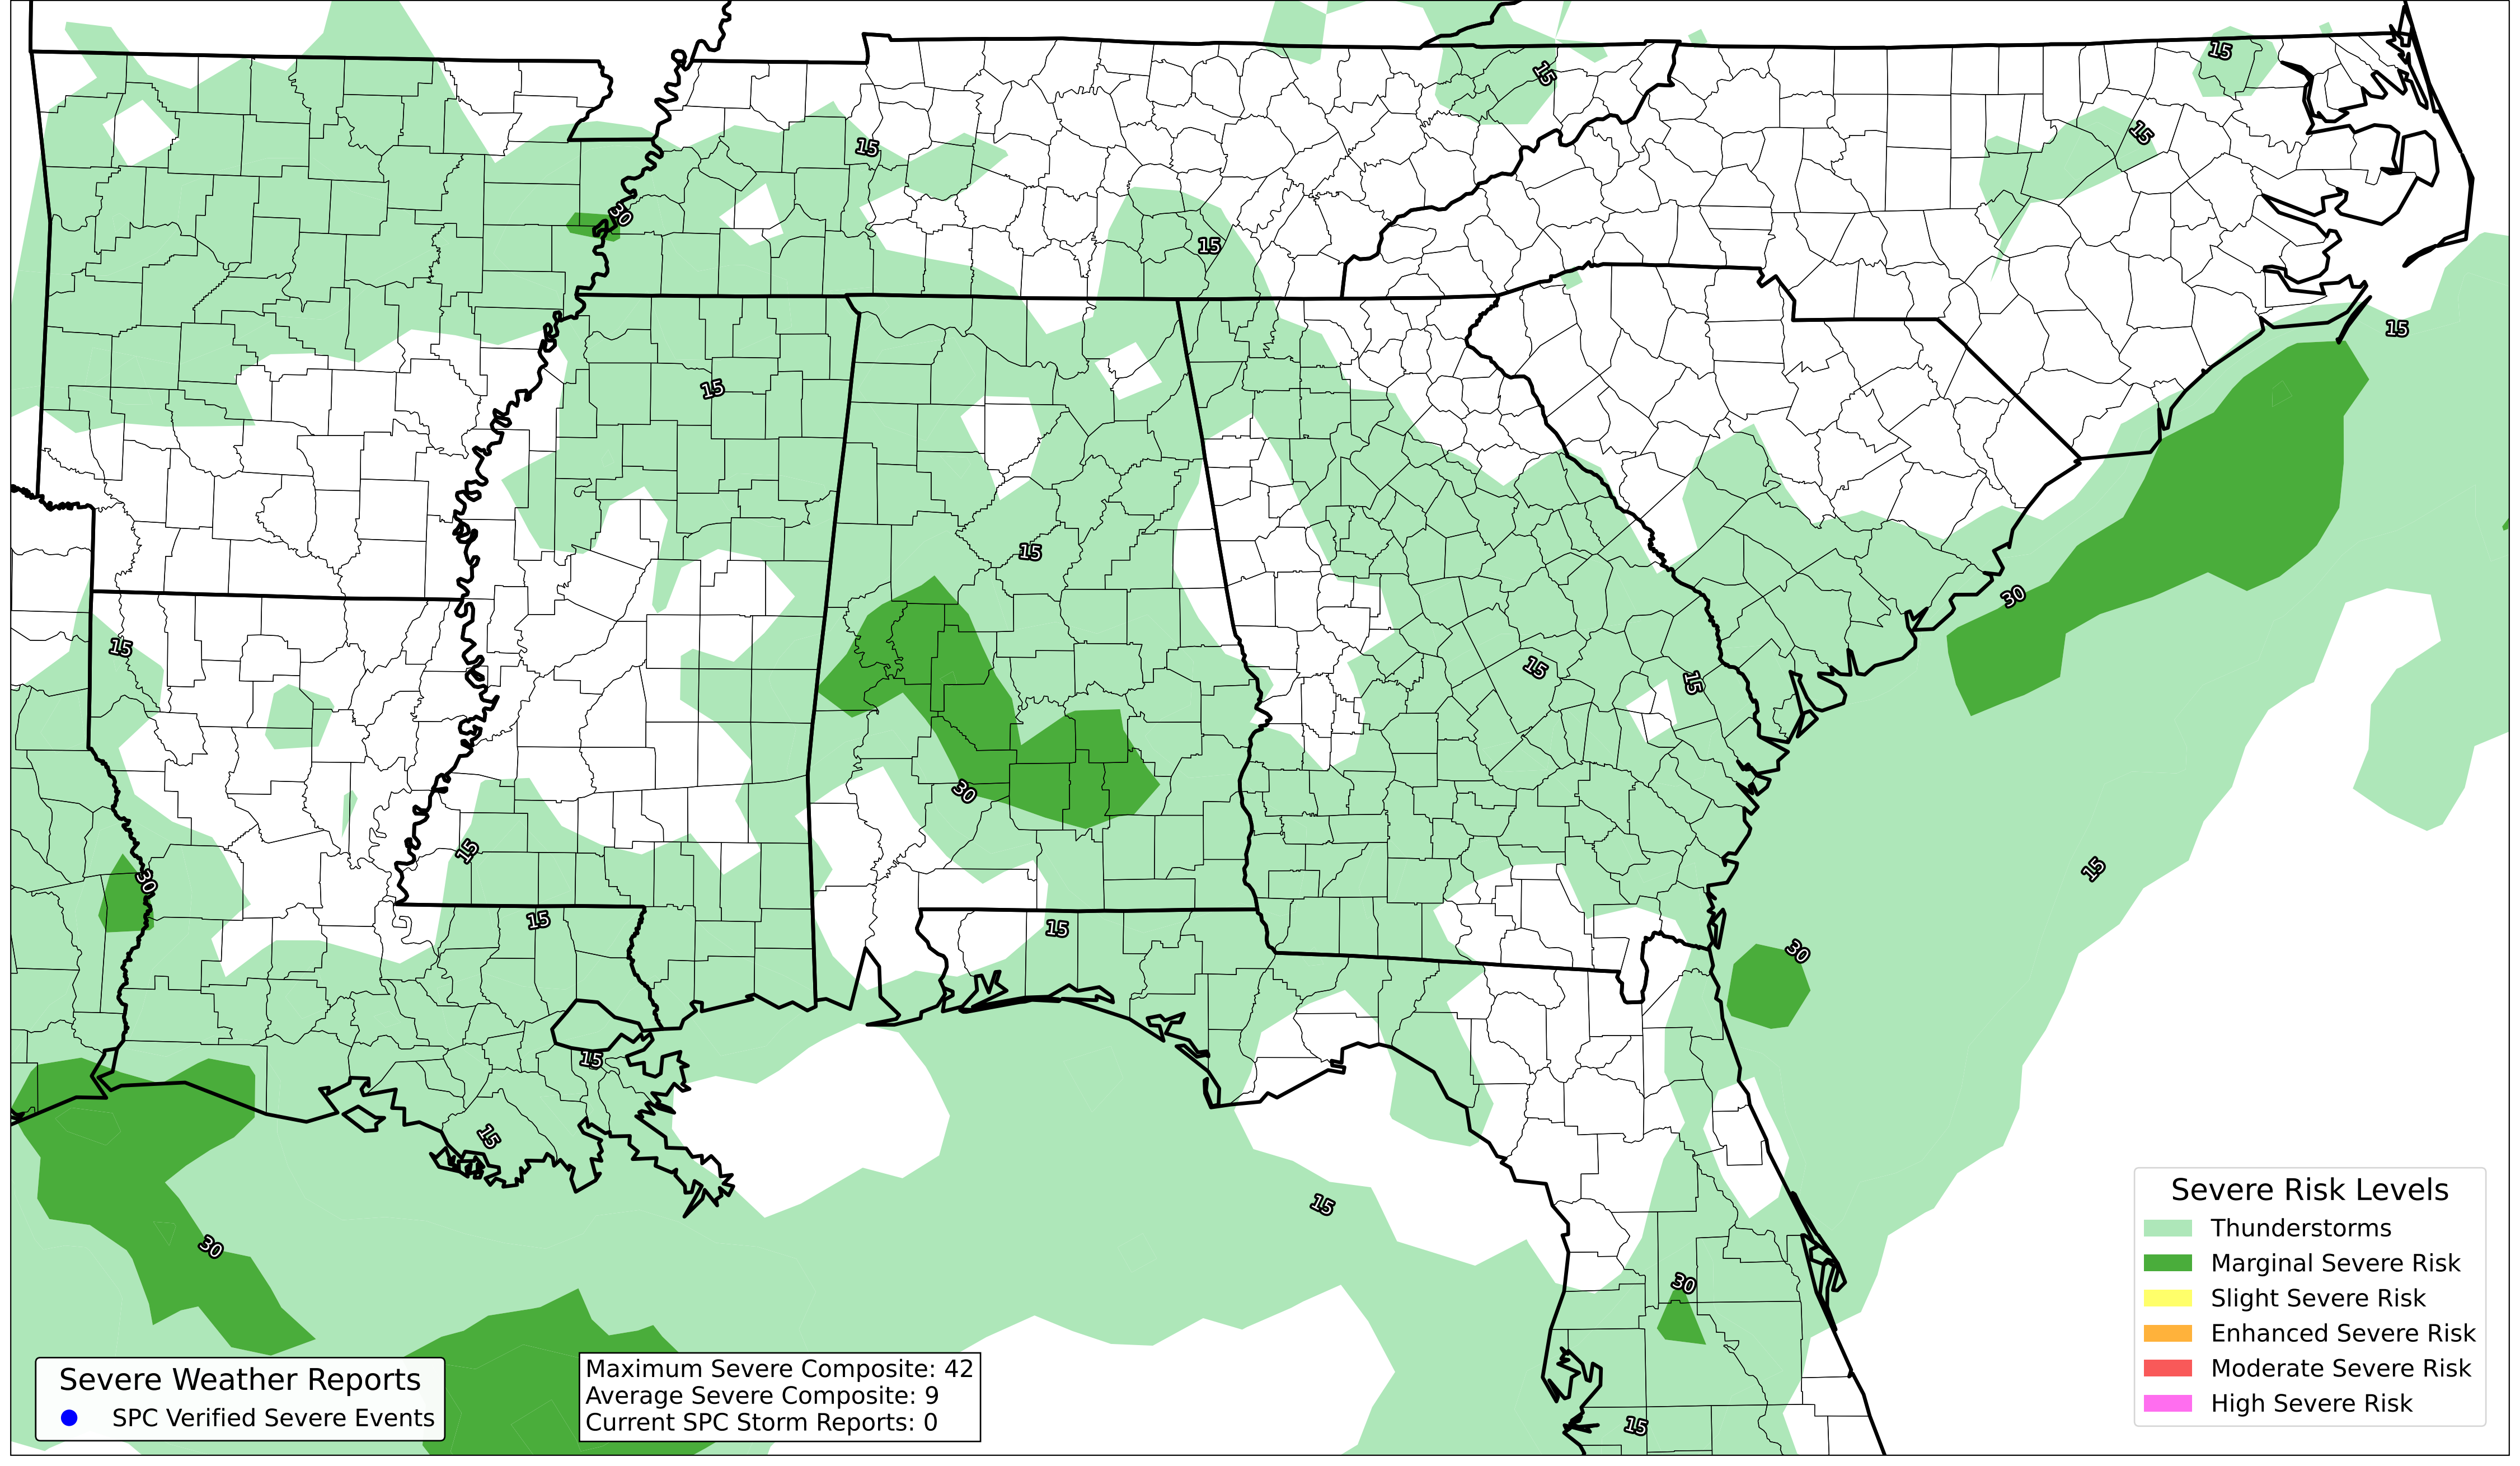 15
15
15
15
30
15
15
15
30
15
15
15
15
30
15
15
30
15
15
30
15
15
15
30
30
15
Severe Risk Levels
Thunderstorms
Marginal Severe Risk
Slight Severe Risk
Enhanced Severe Risk
Moderate Severe Risk
High Severe Risk
Severe Weather Reports
SPC Verified Severe Events
Maximum Severe Composite: 42
Average Severe Composite: 9
Current SPC Storm Reports: 0